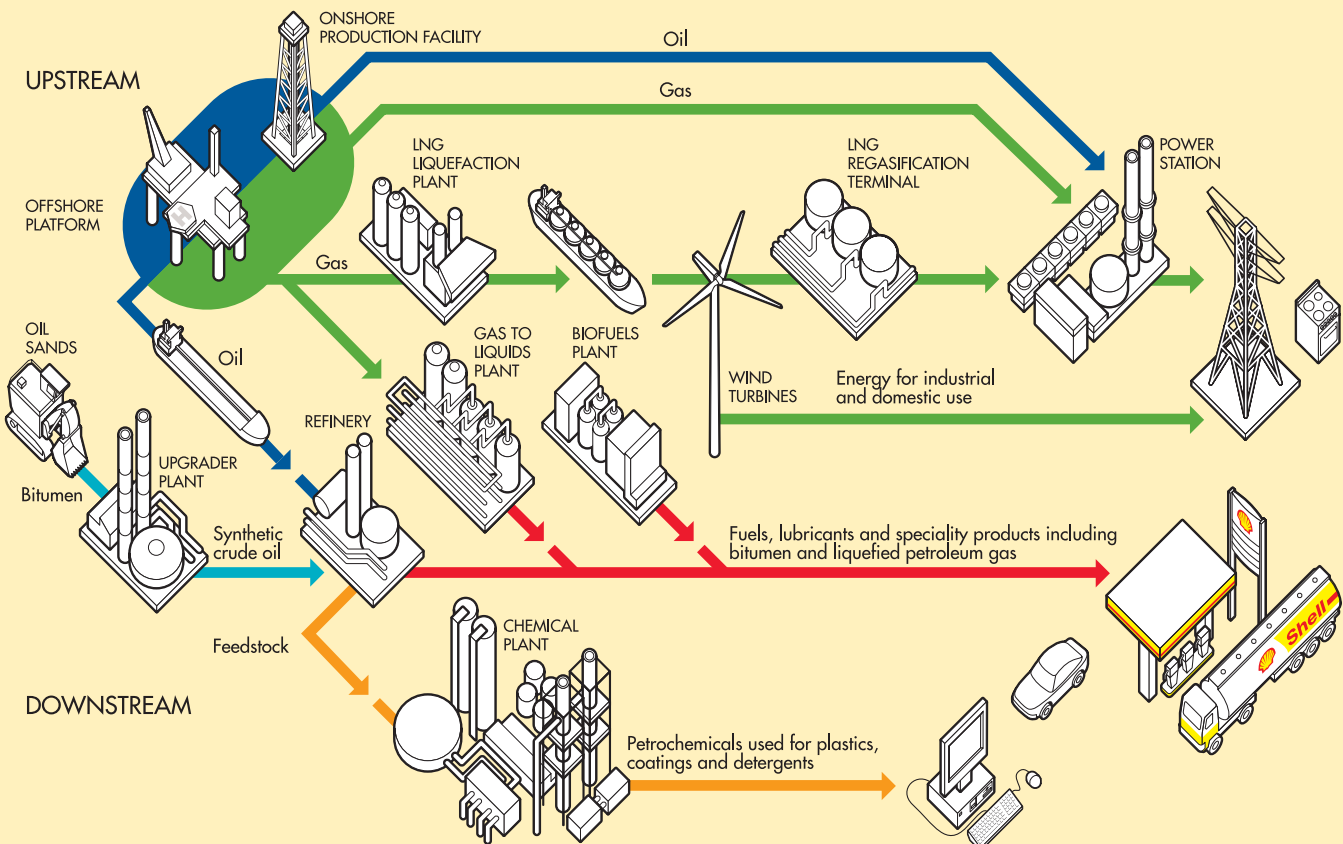 ONSHORE
PRODUCTION FACILITY
Oil
UPSTREAM
Gas
LNG
LIQUEFACTION
PLANT
LNG
REGASIFICATION
TERMINAL
POWER
STATION
OFFSHORE
PLATFORM
H
Gas
OIL
SANDS
Oil
GAS TO
LIQUIDS
PLANT
BIOFUELS
PLANT
WIND
TURBINES
Energy for industrial
and domestic use
REFINERY
UPGRADER
PLANT
Bitumen
Synthetic
crude oil
Fuels, lubricants and speciality products including
bitumen and liquefied petroleum gas
Feedstock
CHEMICAL
PLANT
Shell
DOWNSTREAM
Petrochemicals used for plastics,
coatings and detergents